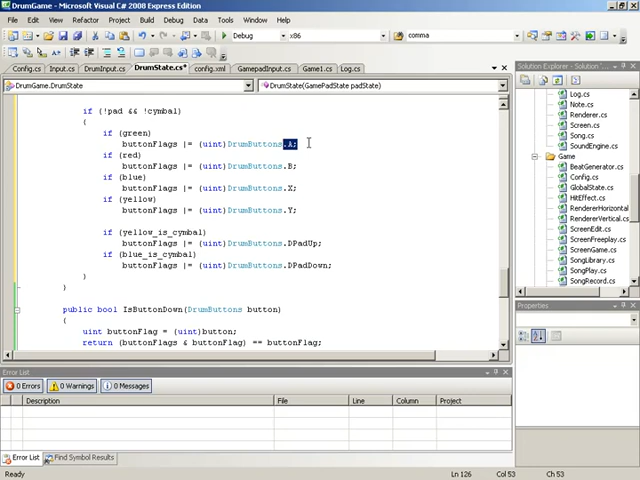 DrumGame - Microsoft Visual C# 2008 Express Edition
File Edit View Refactor Project Build Debug Data Tools Window Help
Debug x86 comma
Config.cs Input.cs DrumInput.cs DrumState.cs* config.xml GamepadInput.cs Game1.cs Log.cs
DrumGame.DrumState DrumState(GamePadState padState)
if (!pad && !cymbal)
{
if (green)
buttonFlags |= (uint)DrumButtons.A;
if (red)
buttonFlags |= (uint)DrumButtons.B;
if (blue)
buttonFlags |= (uint)DrumButtons.X;
if (yellow)
buttonFlags |= (uint)DrumButtons.Y;
if (yellow_is_cymbal)
buttonFlags |= (uint)DrumButtons.DPadUp;
if (blue_is_cymbal)
buttonFlags |= (uint)DrumButtons.DPadDown;
}
}
public bool IsButtonDown(DrumButtons button)
{
uint buttonFlag = (uint)button;
return (buttonFlags & buttonFlag) == buttonFlag;
Solution Explorer
Log.cs
Note.cs
Renderer.cs
Screen.cs
Song.cs
SoundEngine.cs
Game
BeatGenerator.cs
Config.cs
GlobalState.cs
HitEffect.cs
RendererHorizontal
RendererVertical.cs
ScreenEdit.cs
ScreenFreeplay.cs
ScreenGame.cs
SongLibrary.cs
SongPlay.cs
SongRecord.cs
Properties
Error List
0 Errors 0 Warnings 0 Messages
Description File Line Column Project
Error List Find Symbol Results
Ready Ln 126 Col 53 Ch 53